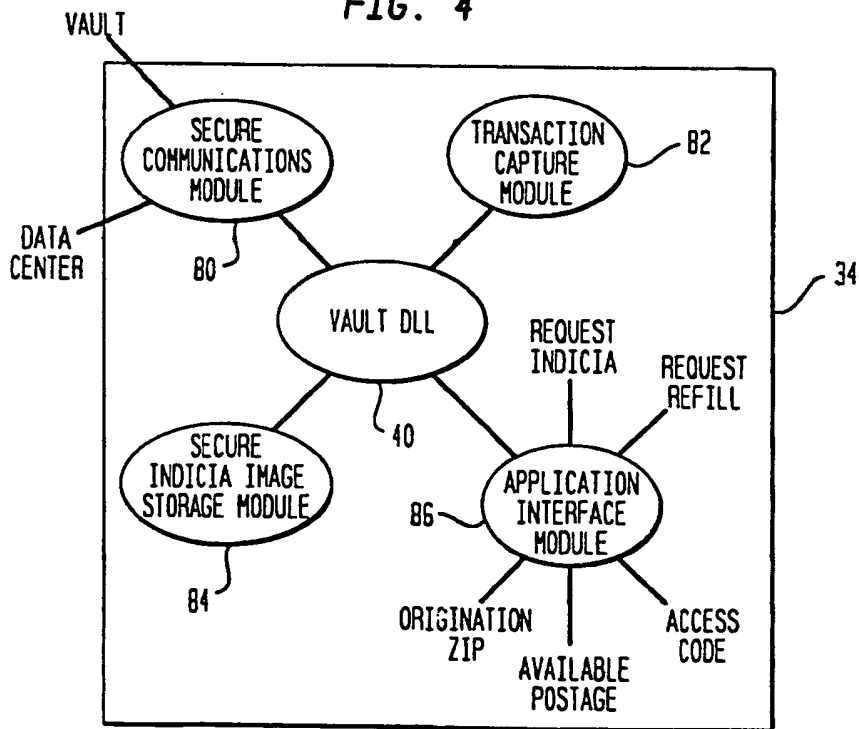 FIG. 4
VAULT
SECURE
COMMUNICATIONS
MODULE
TRANSACTION
CAPTURE
MODULE
82
DATA
CENTER
80
34
VAULT DLL
REQUEST
INDICIA
REQUEST
REFILL
40
SECURE
INDICIA IMAGE
STORAGE MODULE
86
APPLICATION
INTERFACE
MODULE
84
ORIGINATION
ZIP
AVAILABLE
POSTAGE
ACCESS
CODE